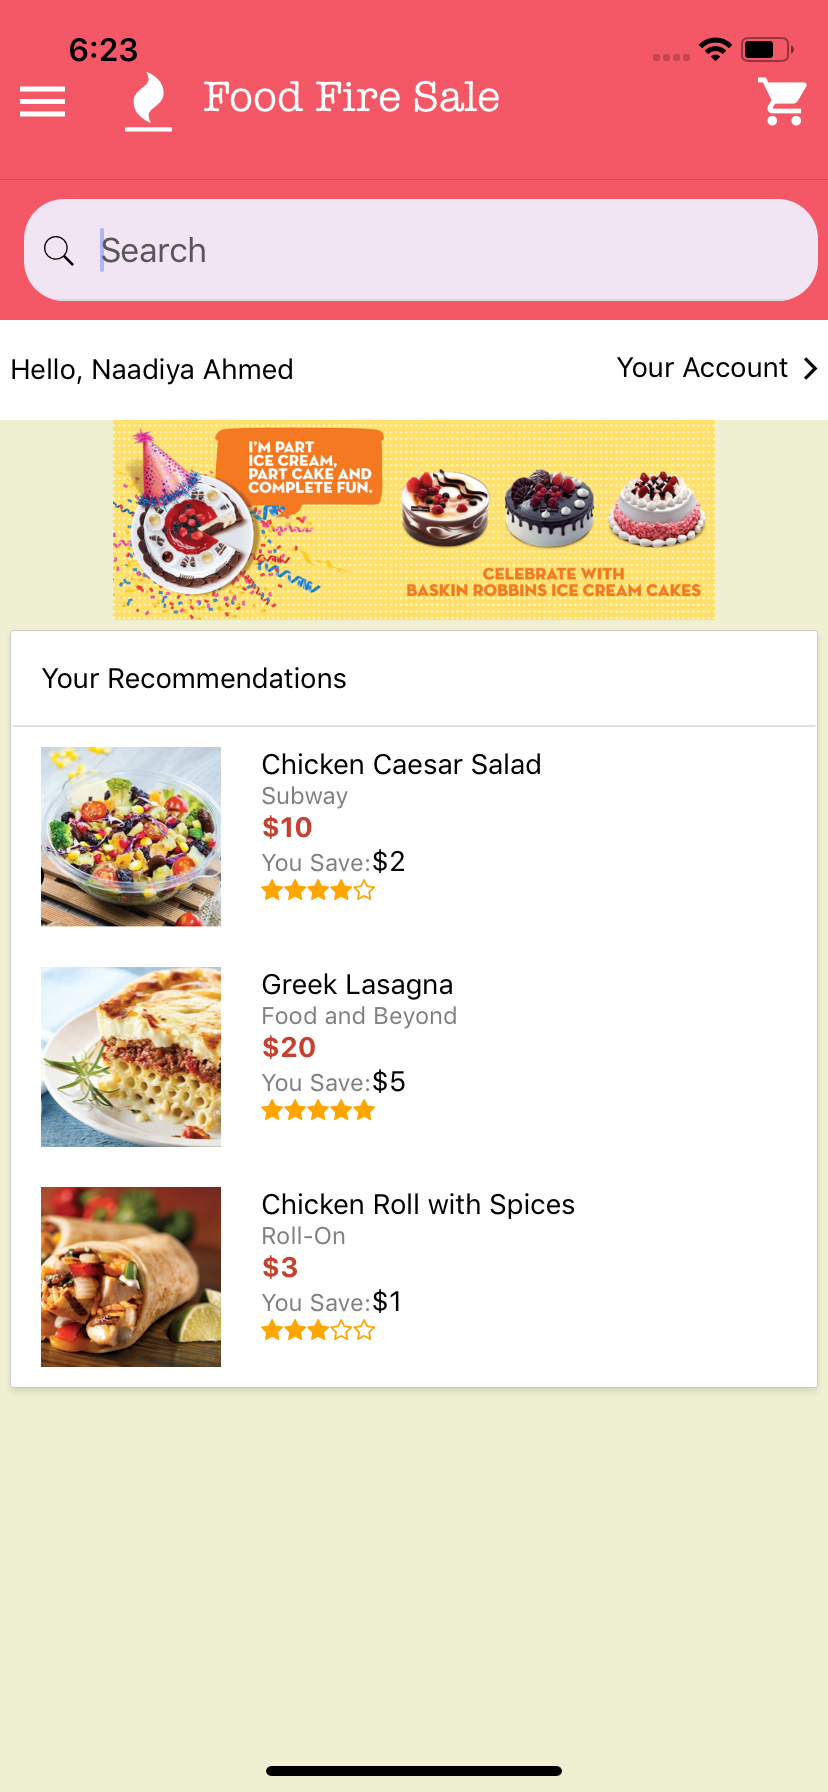 6:23
Food Fire Sale
Search
Hello, Naadiya Ahmed
Your Account
I'M PART
ICE CREAM,
PART CAKE AND
COMPLETE FUN.
CELEBRATE WITH
BASKIN ROBBINS ICE CREAM CAKES
Your Recommendations
Chicken Caesar Salad
Subway
$10
You Save:$2
Greek Lasagna
Food and Beyond
$20
You Save:$5
Chicken Roll with Spices
Roll-On
$3
You Save:$1